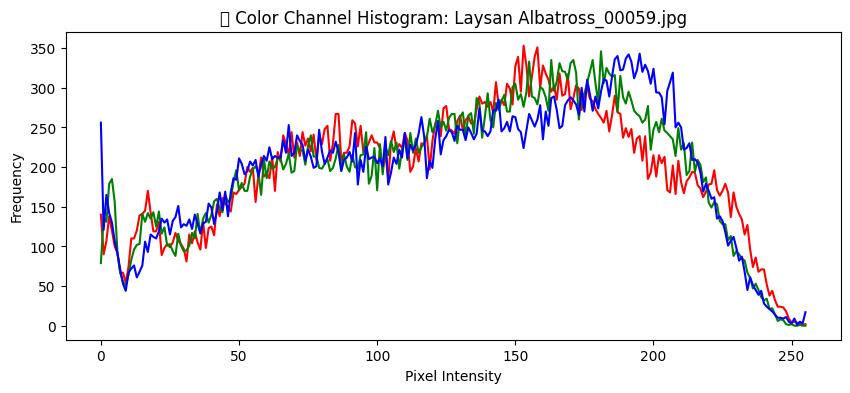 ▯ Color Channel Histogram: Laysan Albatross_00059.jpg
350
300
250
200
150
100
50
0
Frequency
0 50 100 150 200 250
Pixel Intensity